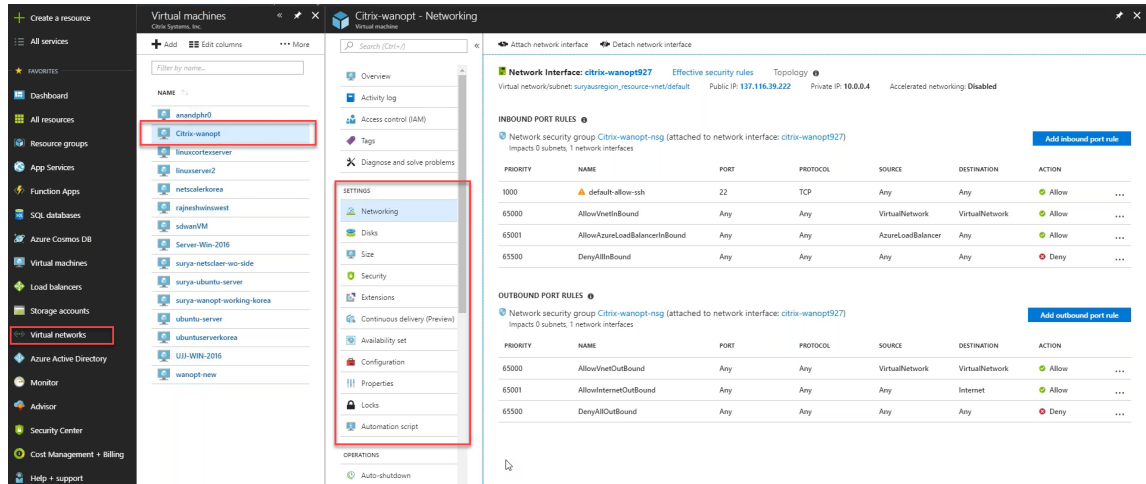 Create a resource
All services
FAVORITES
Dashboard
All resources
Resource groups
App Services
Function Apps
SQL databases
Azure Cosmos DB
Virtual machines
Load balancers
Storage accounts
Virtual networks
Azure Active Directory
Monitor
Advisor
Security Center
Cost Management + Billing
Help + support
Virtual machines
Citrix Systems, Inc.
Add Edit columns More
Filter by name...
NAME
anandphr0
Citrix-wanopt
linuxcortexserver
linuxserver2
netscalerkorea
rajneshwinswest
sdwanVM
Server-Win-2016
surya-netsclaer-wo-side
surya-ubuntu-server
surya-wanopt-working-korea
ubuntu-server
ubuntuserverkorea
UJJ-WIN-2016
wanopt-new
Citrix-wanopt - Networking
Virtual machine
Search (Ctrl+/)
Overview
Activity log
Access control (IAM)
Tags
Diagnose and solve problems
SETTINGS
Networking
Disks
Size
Security
Extensions
Continuous delivery (Preview)
Availability set
Configuration
Properties
Locks
Automation script
OPERATIONS
Auto-shutdown
Attach network interface Detach network interface
Network Interface: citrix-wanopt927 Effective security rules Topology
Virtual network/subnet: suryausregion_resource-vnet/default Public IP: 137.116.39.222 Private IP: 10.0.0.4 Accelerated networking: Disabled
INBOUND PORT RULES
Network security group Citrix-wanopt-nsg (attached to network interface: citrix-wanopt927)
Impacts 0 subnets, 1 network interfaces
Add inbound port rule
PRIORITY NAME PORT PROTOCOL SOURCE DESTINATION ACTION
1000 default-allow-ssh 22 TCP Any Any Allow ...
65000 AllowVnetInBound Any Any VirtualNetwork VirtualNetwork Allow ...
65001 AllowAzureLoadBalancerInBound Any Any AzureLoadBalancer Any Allow ...
65500 DenyAllInBound Any Any Any Any Deny ...
OUTBOUND PORT RULES
Network security group Citrix-wanopt-nsg (attached to network interface: citrix-wanopt927)
Impacts 0 subnets, 1 network interfaces
Add outbound port rule
PRIORITY NAME PORT PROTOCOL SOURCE DESTINATION ACTION
65000 AllowVnetOutBound Any Any VirtualNetwork VirtualNetwork Allow ...
65001 AllowInternetOutBound Any Any Any Internet Allow ...
65500 DenyAllOutBound Any Any Any Any Deny ...